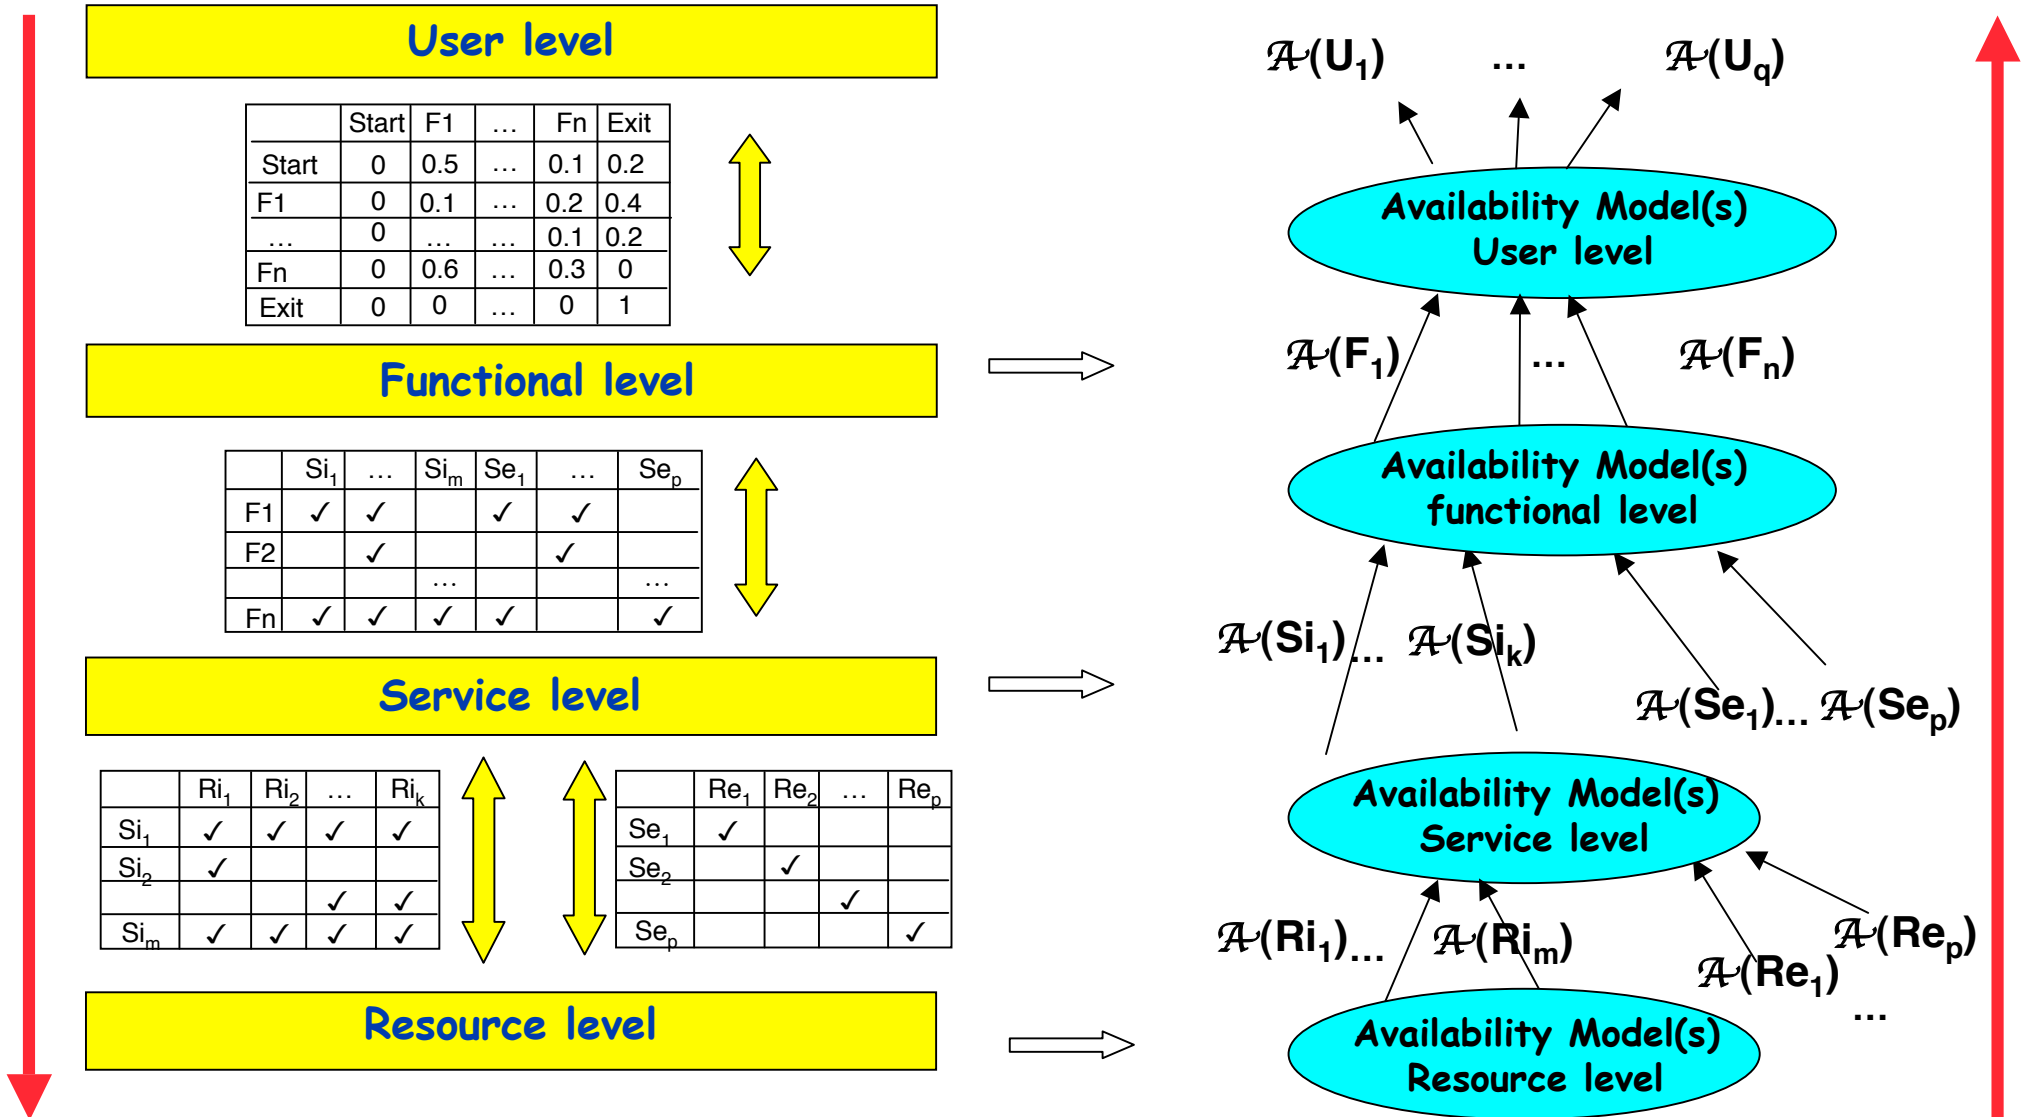 User level
Start F1 … Fn Exit
Start 0 0.5 … 0.1 0.2
F1 0 0.1 … 0.2 0.4
… 0 … … 0.1 0.2
Fn 0 0.6 … 0.3 0
Exit 0 0 … 0 1
Functional level
Si1 … Sim Se1 … Sep
F1 ✓ ✓ ✓ ✓
F2 ✓ ✓
… …
Fn ✓ ✓ ✓ ✓ ✓
Service level
Ri1 Ri2 … Rik
Si1 ✓ ✓ ✓ ✓
Si2 ✓
✓ ✓
Sim ✓ ✓ ✓ ✓
Re1 Re2 … Rep
Se1 ✓
Se2 ✓
✓
Sep ✓
Resource level
𝒜(U1) ... 𝒜(Uq)
Availability Model(s)
User level
𝒜(F1) ... 𝒜(Fn)
Availability Model(s)
functional level
𝒜(Si1)... 𝒜(Sik)
𝒜(Se1)... 𝒜(Sep)
Availability Model(s)
Service level
𝒜(Ri1)... 𝒜(Rim)
𝒜(Re1) ... 𝒜(Rep)
Availability Model(s)
Resource level